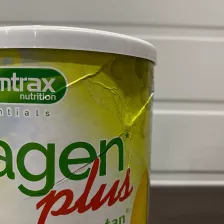 mtrax
nutrition
ntials
agen
plus
tan®